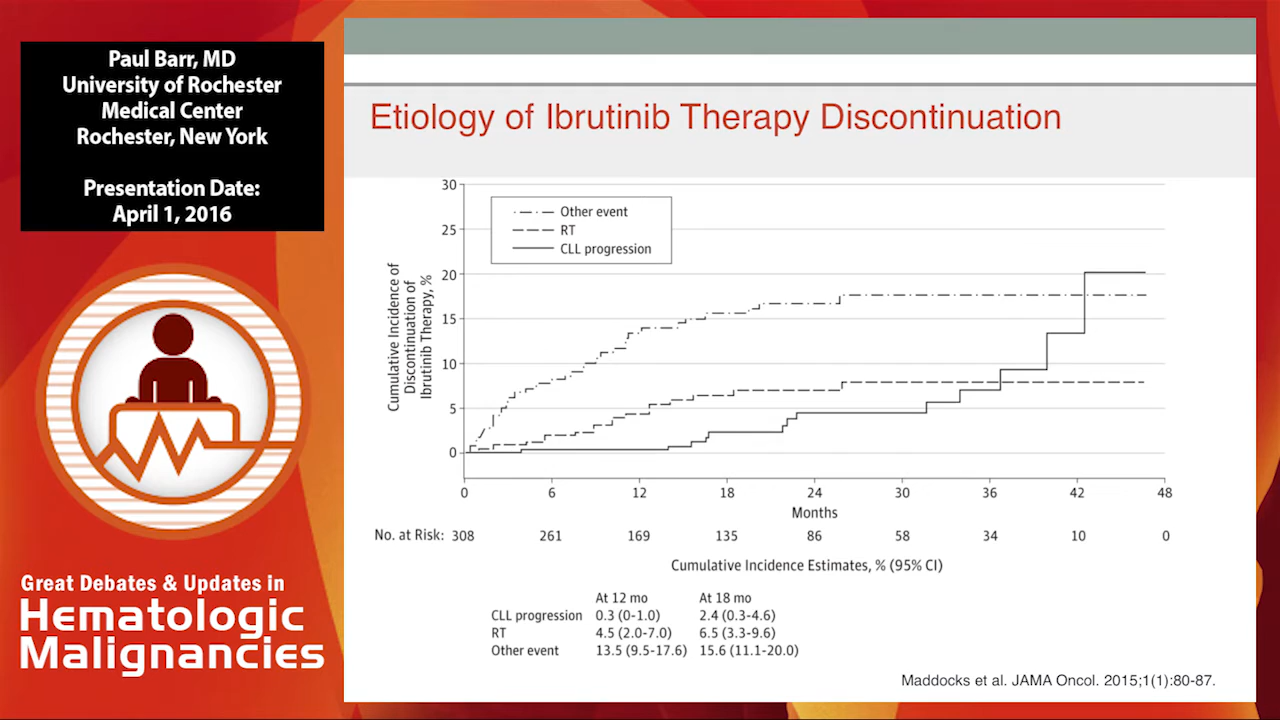 Paul Barr, MD
University of Rochester
Medical Center
Rochester, New York
Presentation Date:
April 1, 2016
Great Debates & Updates in
Hematologic
Malignancies
Etiology of Ibrutinib Therapy Discontinuation
Cumulative Incidence of
Discontinuation of
Ibrutinib Therapy, %
30
25
20
15
10
5
0
Other event
RT
CLL progression
0 6 12 18 24 30 36 42 48
Months
No. at Risk: 308 261 169 135 86 58 34 10 0
Cumulative Incidence Estimates, % (95% CI)
At 12 mo At 18 mo
CLL progression 0.3 (0-1.0) 2.4 (0.3-4.6)
RT 4.5 (2.0-7.0) 6.5 (3.3-9.6)
Other event 13.5 (9.5-17.6) 15.6 (11.1-20.0)
Maddocks et al. JAMA Oncol. 2015;1(1):80-87.